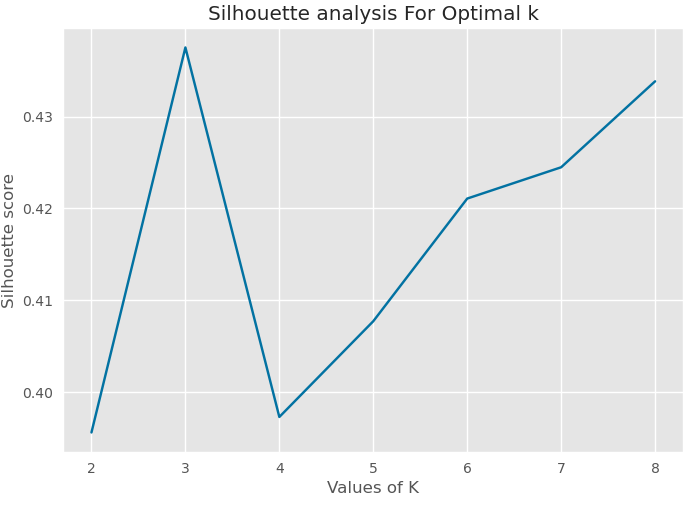 Silhouette analysis For Optimal k
Silhouette score
0.43
0.42
0.41
0.40
2 3 4 5 6 7 8
Values of K